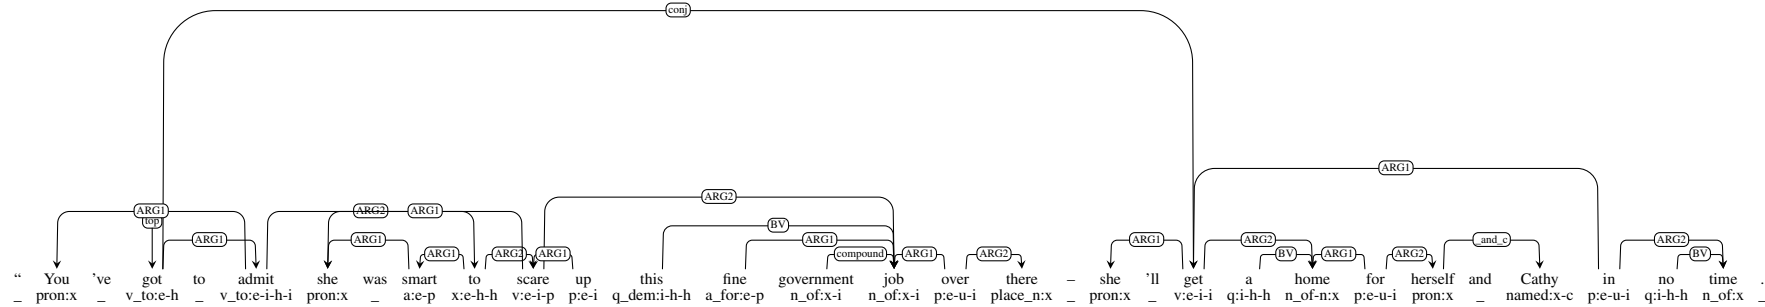 conj
ARG1
ARG2
ARG2 ARG1 ARG1
top
BV
ARG1 ARG1 ARG1 ARG1 ARG2 _and_c ARG2
ARG1 ARG2 ARG1 compound ARG1 ARG2 BV ARG1 ARG2 BV
“ You 've got to admit she was smart to scare up this fine government job over there – she 'll get a home for herself and Cathy in no time .
_ pron:x _ v_to:e-h _ v_to:e-i-h-i pron:x _ a:e-p x:e-h-h v:e-i-p p:e-i q_dem:i-h-h a_for:e-p n_of:x-i n_of:x-i p:e-u-i place_n:x _ pron:x _ v:e-i-i q:i-h-h n_of-n:x p:e-u-i pron:x _ named:x-c p:e-u-i q:i-h-h n_of:x _